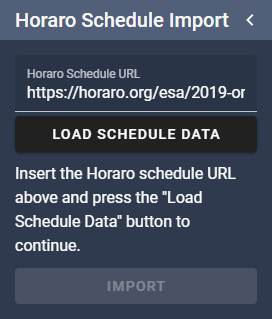 Horaro Schedule Import
Horaro Schedule URL
https://horaro.org/esa/2019-or
LOAD SCHEDULE DATA
Insert the Horaro schedule URL
above and press the "Load
Schedule Data" button to
continue.
IMPORT